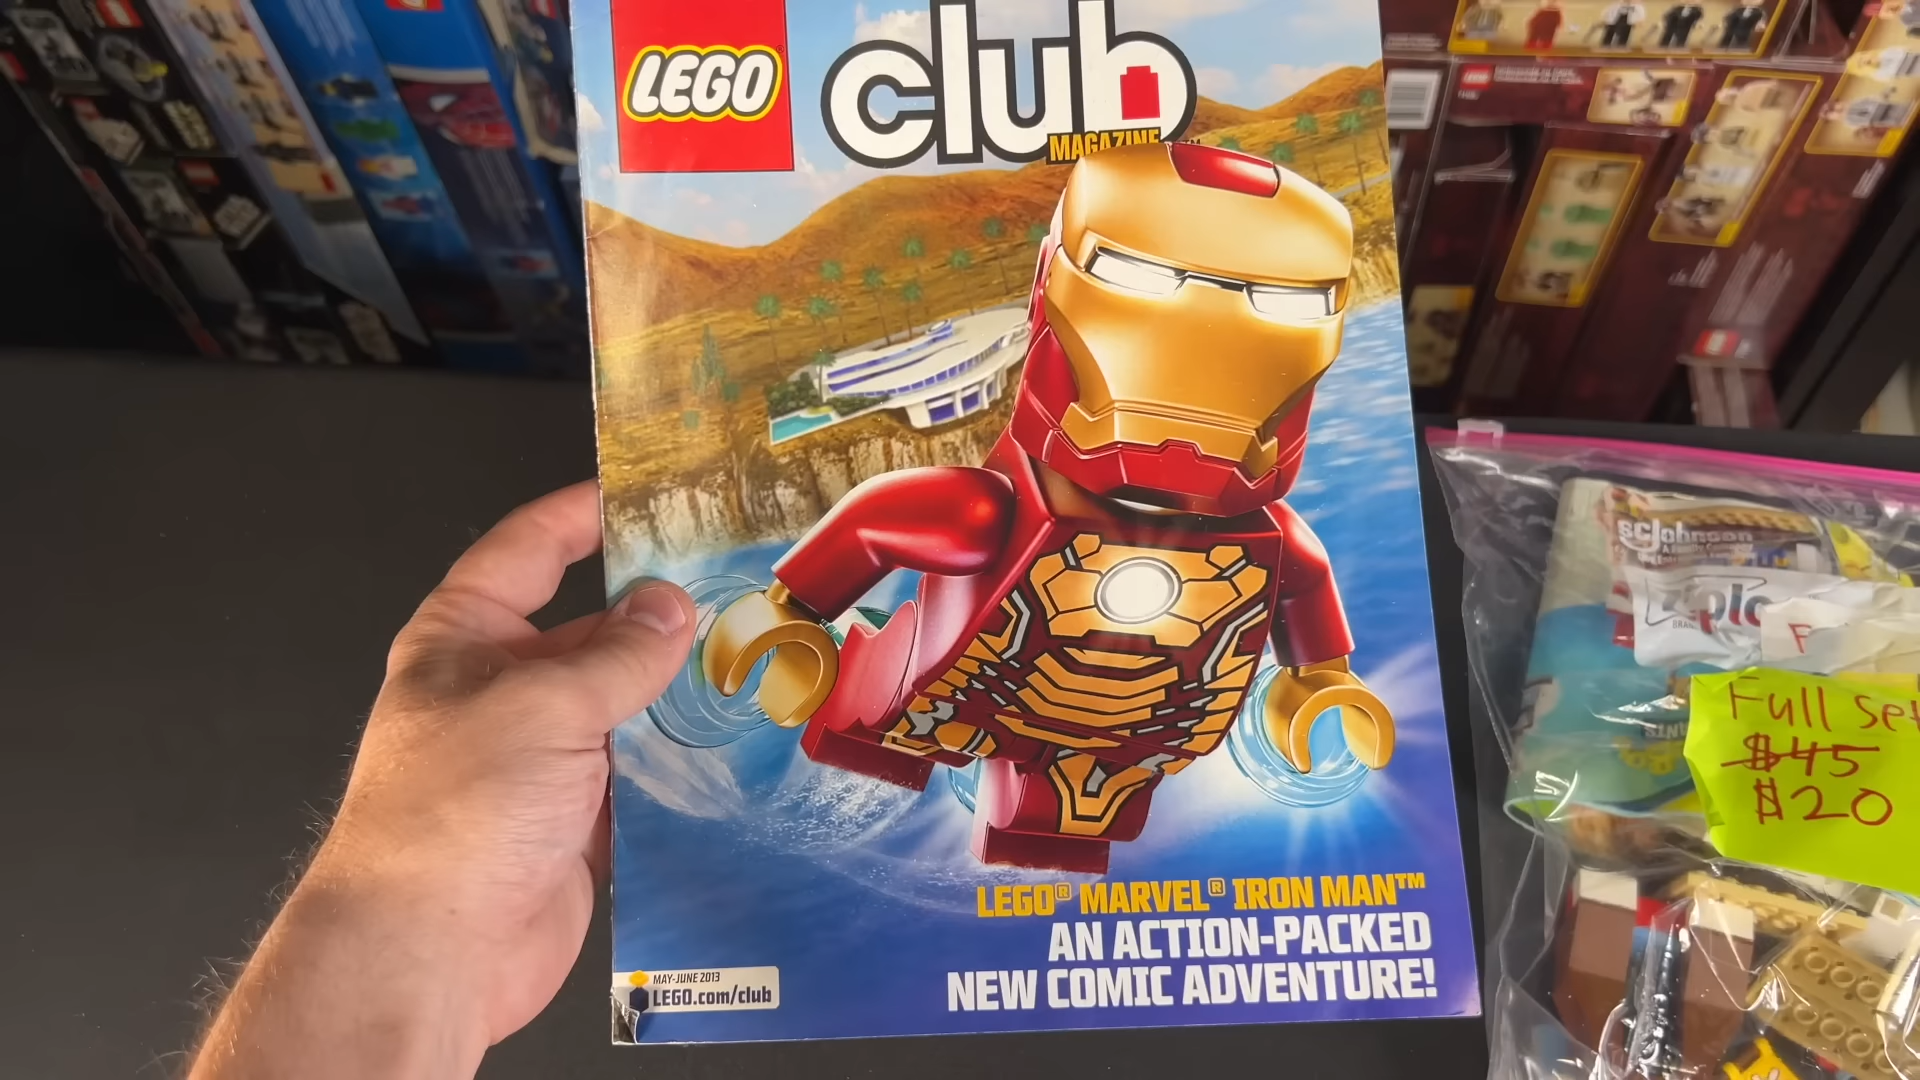 LEGO
club
MAGAZINE
LEGO® MARVEL® IRON MAN™
AN ACTION-PACKED
NEW COMIC ADVENTURE!
MAY-JUNE 2013
LEGO.com/club
scjohnson
Full Set
$45
$20